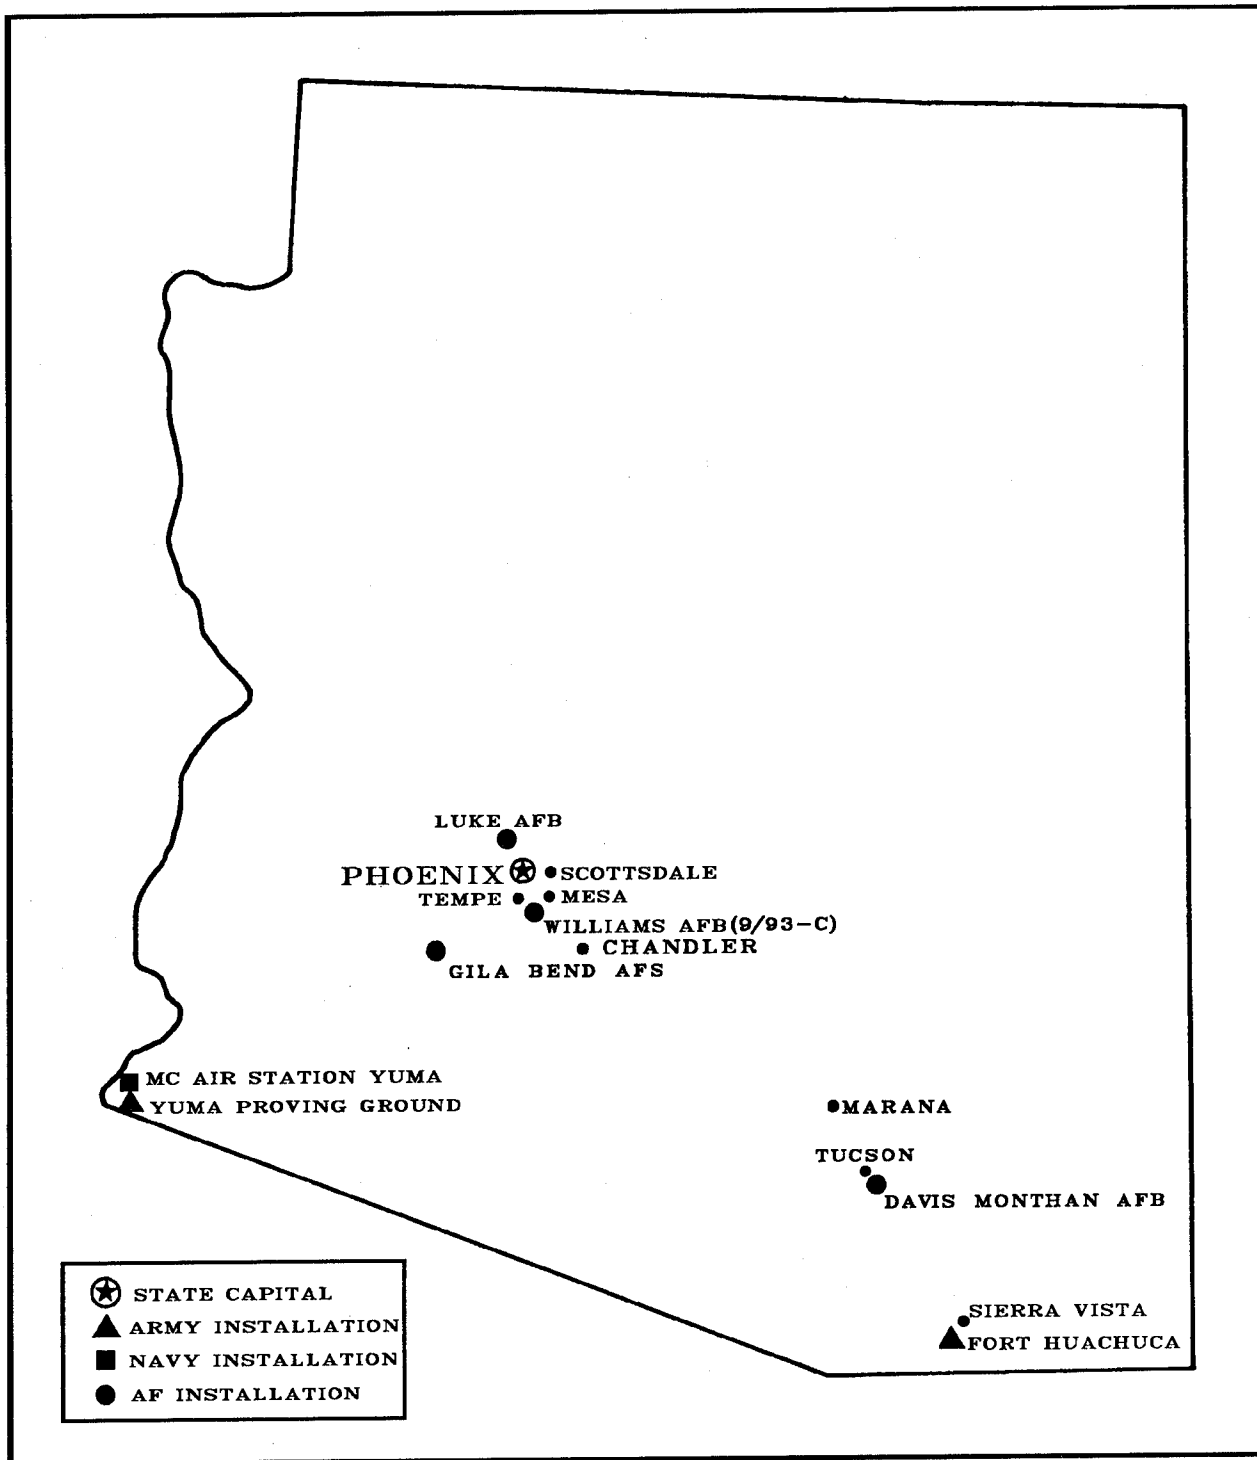 LUKE AFB
PHOENIX
SCOTTSDALE
TEMPE
MESA
WILLIAMS AFB(9/93-C)
CHANDLER
GILA BEND AFS
MC AIR STATION YUMA
YUMA PROVING GROUND
MARANA
TUCSON
DAVIS MONTHAN AFB
SIERRA VISTA
FORT HUACHUCA
STATE CAPITAL
ARMY INSTALLATION
NAVY INSTALLATION
AF INSTALLATION